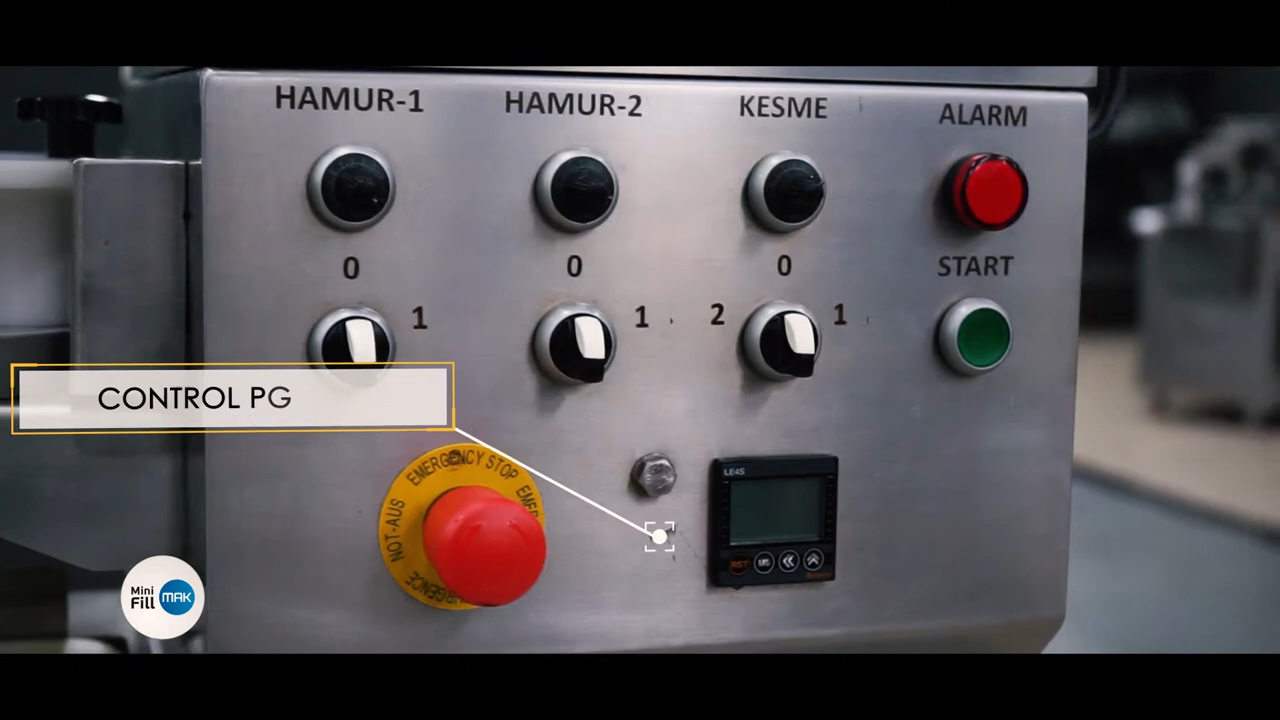 HAMUR-1 HAMUR-2 KESME ALARM
0 0 0 START
1 1 2 1
CONTROL PG
EMERGENCY STOP
NOT-AUS
LE4S
RST
Mini
Fill MAK